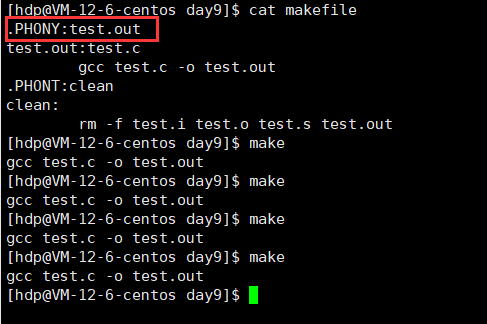 [hdp@VM-12-6-centos day9]$ cat makefile
.PHONY:test.out
test.out:test.c
        gcc test.c -o test.out
.PHONT:clean
clean:
        rm -f test.i test.o test.s test.out
[hdp@VM-12-6-centos day9]$ make
gcc test.c -o test.out
[hdp@VM-12-6-centos day9]$ make
gcc test.c -o test.out
[hdp@VM-12-6-centos day9]$ make
gcc test.c -o test.out
[hdp@VM-12-6-centos day9]$ make
gcc test.c -o test.out
[hdp@VM-12-6-centos day9]$